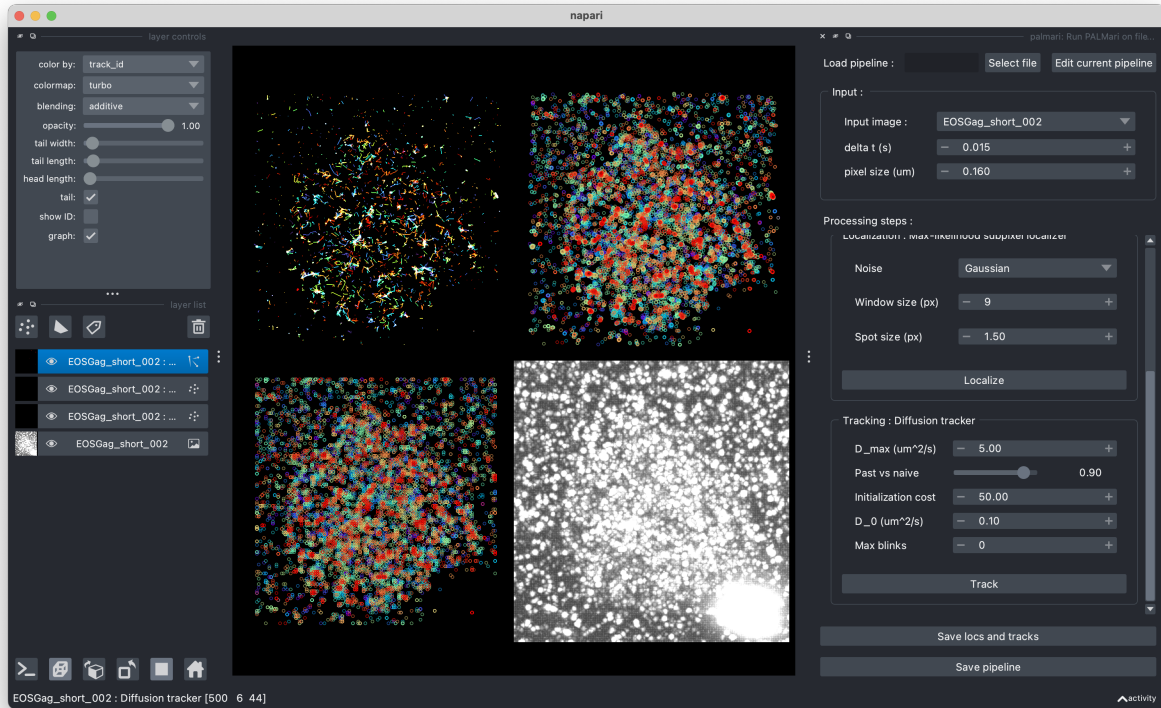 napari
layer controls
color by: track_id
colormap: turbo
blending: additive
opacity: 1.00
tail width:
tail length:
head length:
tail:
show ID:
graph:
layer list
EOSGag_short_002 : ...
EOSGag_short_002 : ...
EOSGag_short_002 : ...
EOSGag_short_002
EOSGag_short_002 : Diffusion tracker [500 6 44]
palmari: Run PALMari on file...
Load pipeline : Select file Edit current pipeline
Input :
Input image : EOSGag_short_002
delta t (s) − 0.015 +
pixel size (um) − 0.160 +
Processing steps :
Localization : Max-likelihood subpixel localizer
Noise Gaussian
Window size (px) − 9 +
Spot size (px) − 1.50 +
Localize
Tracking : Diffusion tracker
D_max (um^2/s) − 5.00 +
Past vs naive 0.90
Initialization cost − 50.00 +
D_0 (um^2/s) − 0.10 +
Max blinks − 0 +
Track
Save locs and tracks
Save pipeline
activity